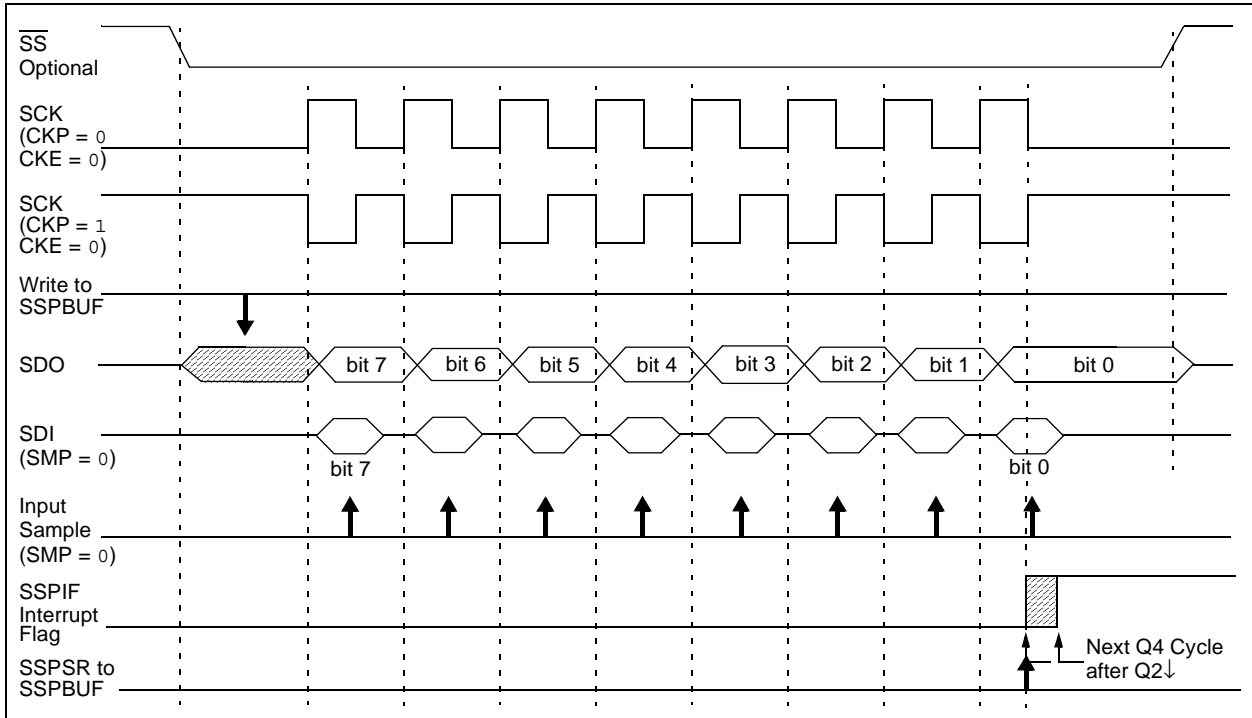 SS
Optional
SCK
(CKP = 0
CKE = 0)
SCK
(CKP = 1
CKE = 0)
Write to
SSPBUF
SDO
bit 7
bit 6
bit 5
bit 4
bit 3
bit 2
bit 1
bit 0
SDI
(SMP = 0)
bit 7
bit 0
Input
Sample
(SMP = 0)
SSPIF
Interrupt
Flag
Next Q4 Cycle
after Q2↓
SSPSR to
SSPBUF